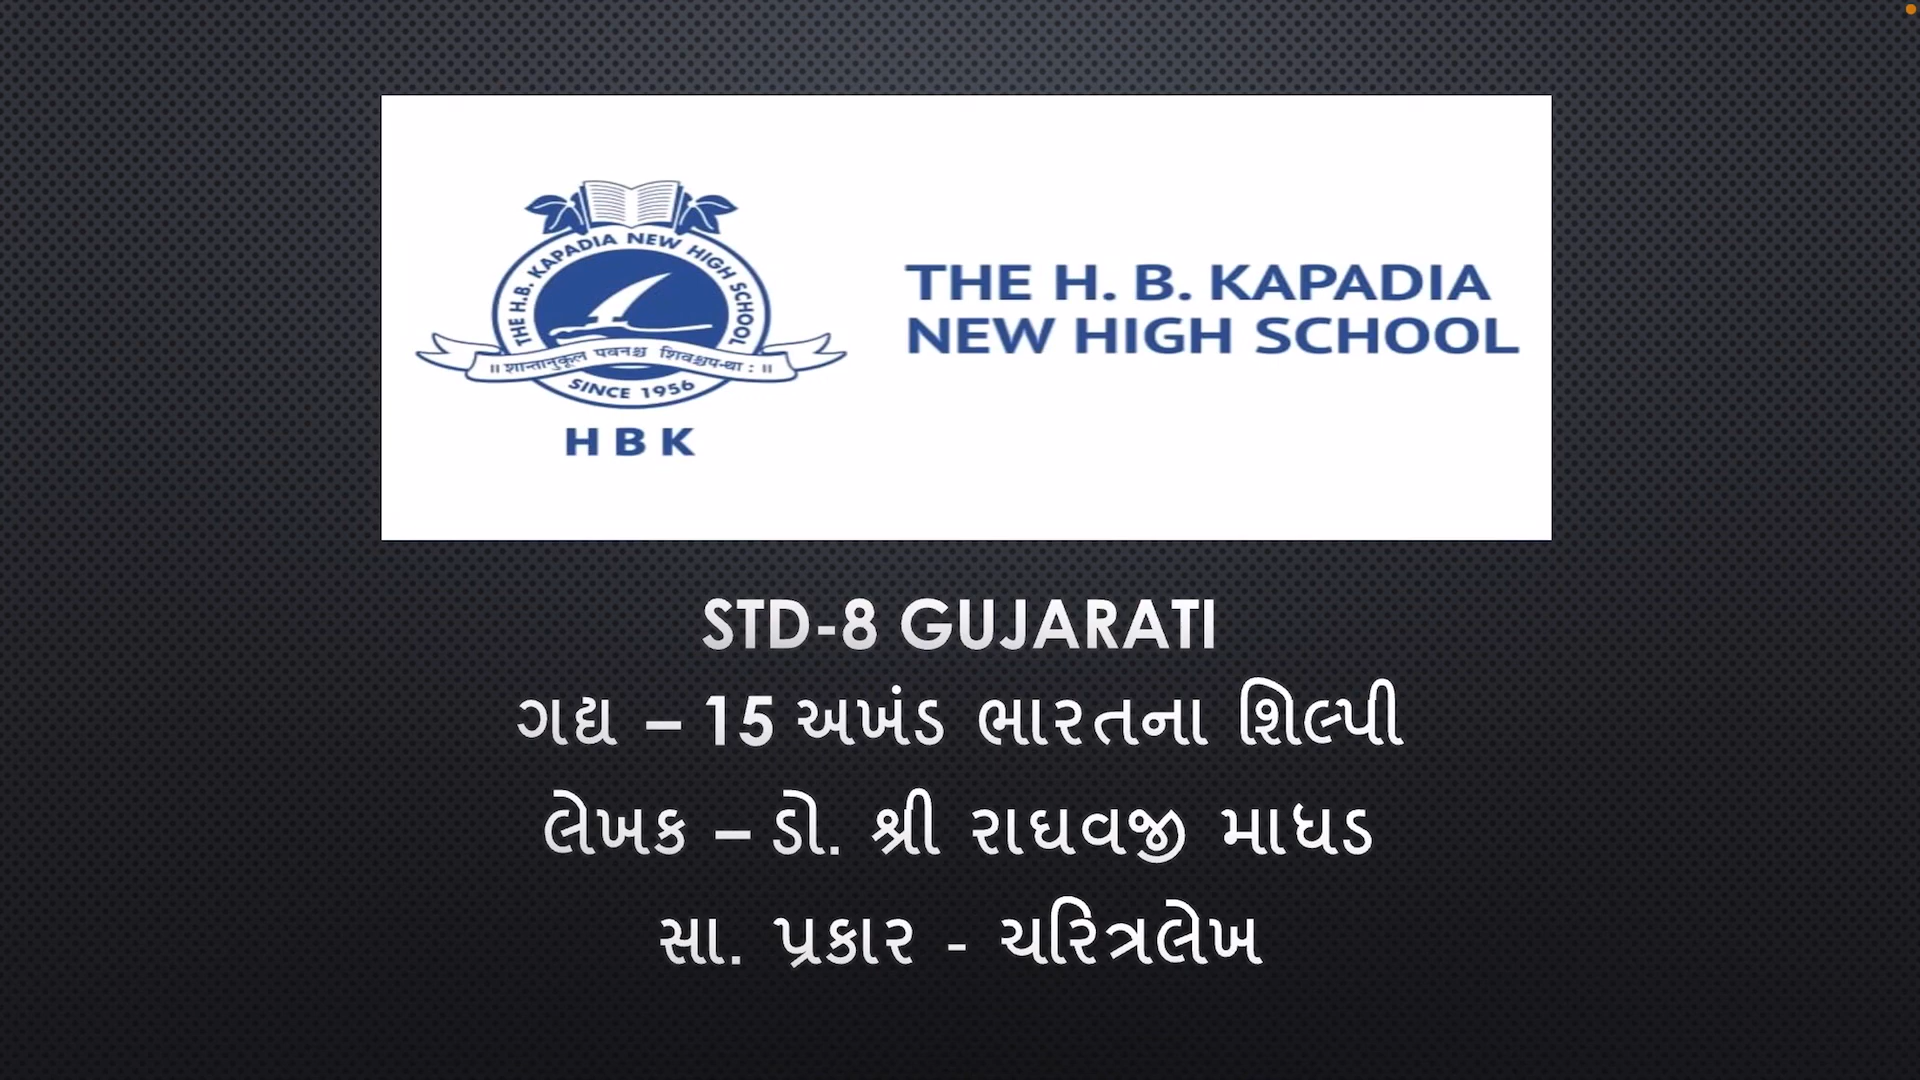 THE H.B. KAPADIA NEW HIGH SCHOOL
॥ शान्तानुकूल पवनश्च शिवश्चपन्था : ॥
SINCE 1956
HBK
THE H. B. KAPADIA
NEW HIGH SCHOOL
STD-8 GUJARATI
ગદ્ય – 15 અખંડ ભારતના શિલ્પી
લેખક – ડો. શ્રી રાઘવજી માધડ
સા. પ્રકાર - ચરિત્રલેખ